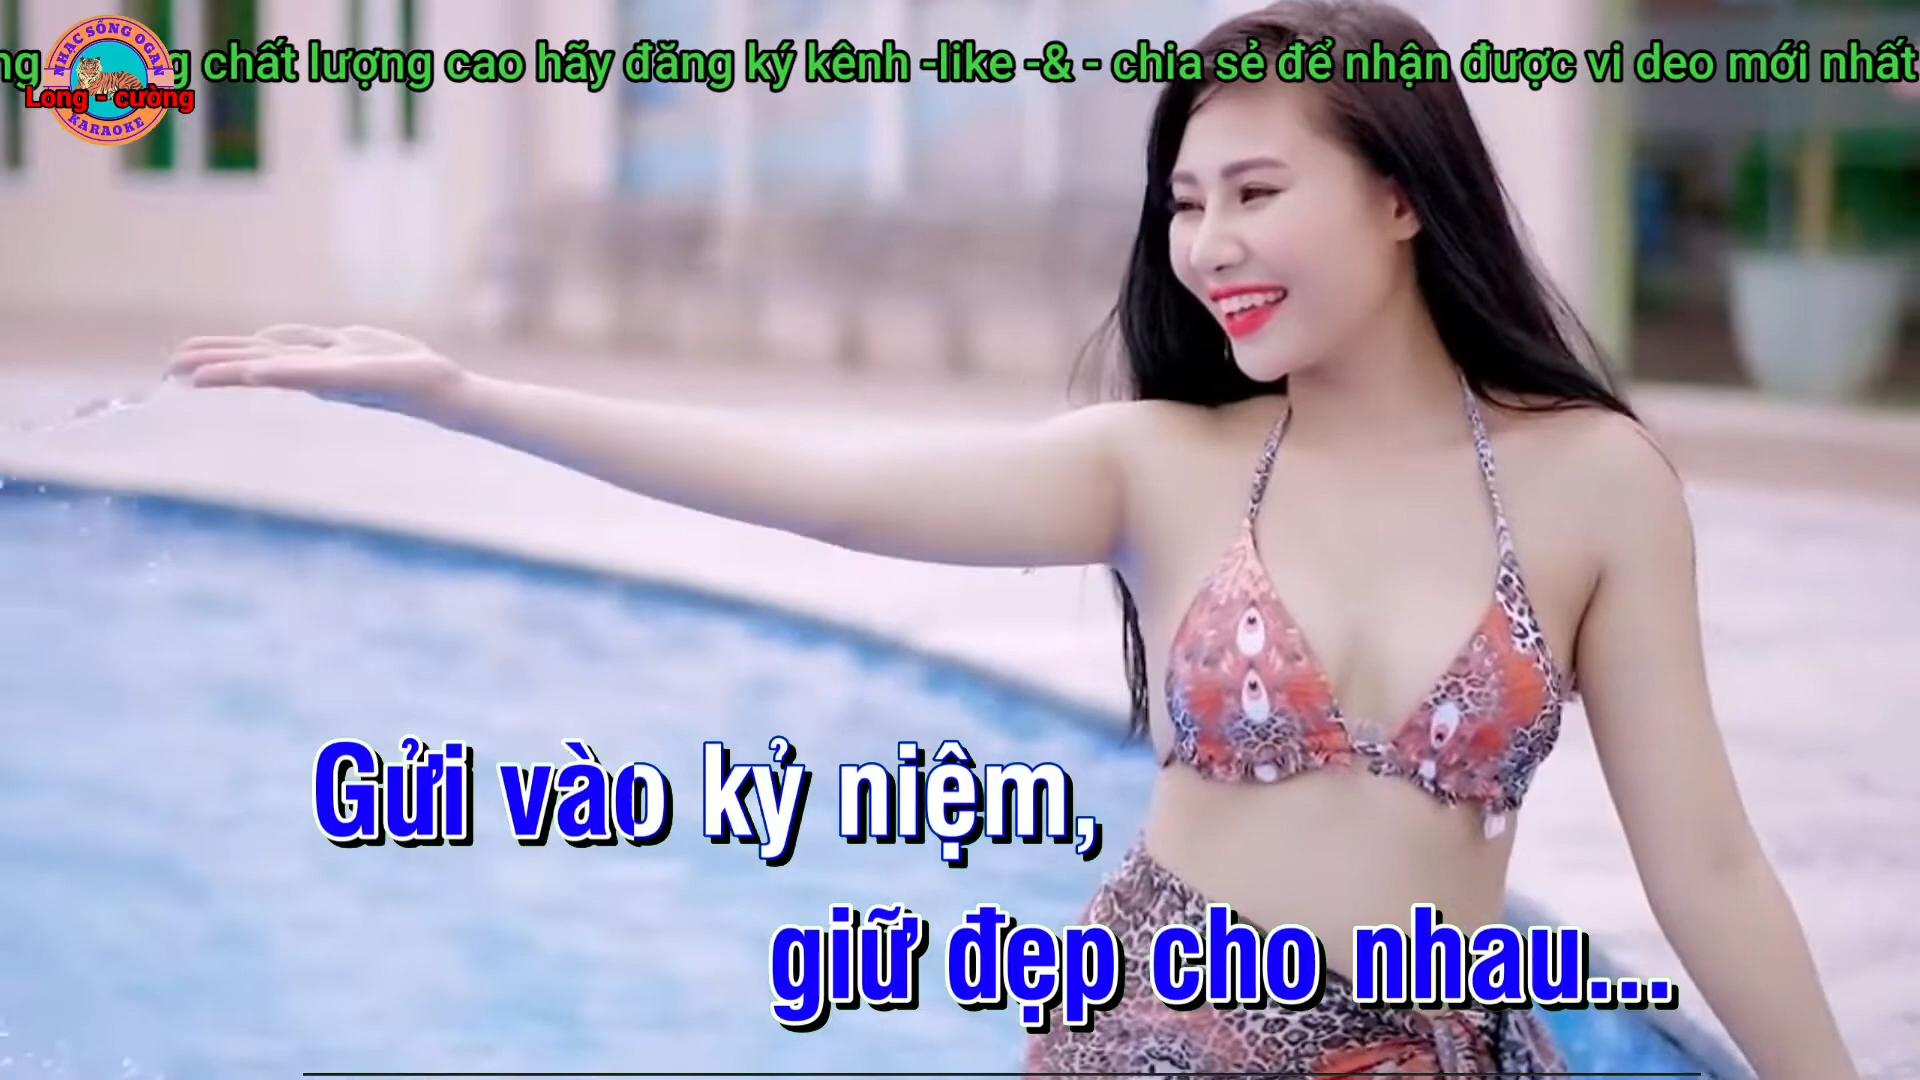 ng chất lượng cao hãy đăng ký kênh -like -& - chia sẻ để nhận được vi deo mới nhất
NHẠC SỐNG OGAN
Long - cường
KARAOKE
Gửi vào kỷ niệm,
giữ đẹp cho nhau...